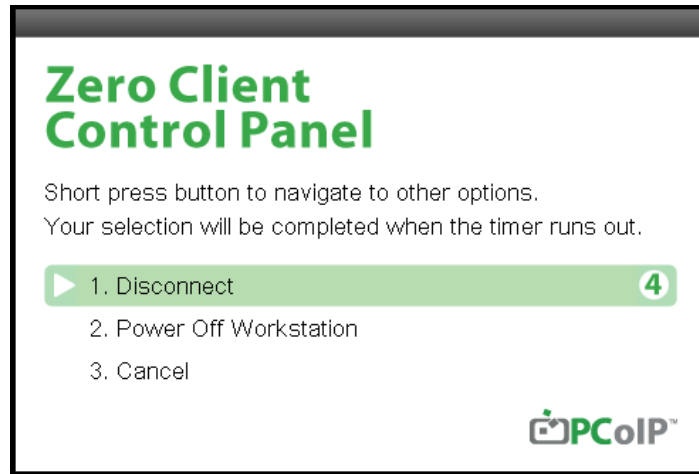 Zero Client
Control Panel
Short press button to navigate to other options.
Your selection will be completed when the timer runs out.
1. Disconnect 4
2. Power Off Workstation
3. Cancel
PCoIP™